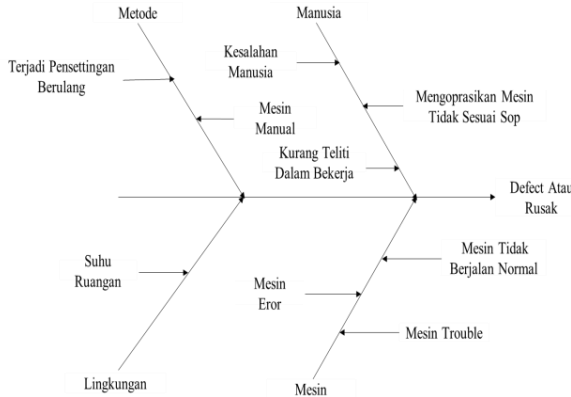 Metode
Manusia
Terjadi Pensettingan
Berulang
Kesalahan
Manusia
Mesin
Manual
Mengoprasikan Mesin
Tidak Sesuai Sop
Kurang Teliti
Dalam Bekerja
Defect Atau
Rusak
Suhu
Ruangan
Mesin Tidak
Berjalan Normal
Mesin
Eror
Mesin Trouble
Lingkungan
Mesin